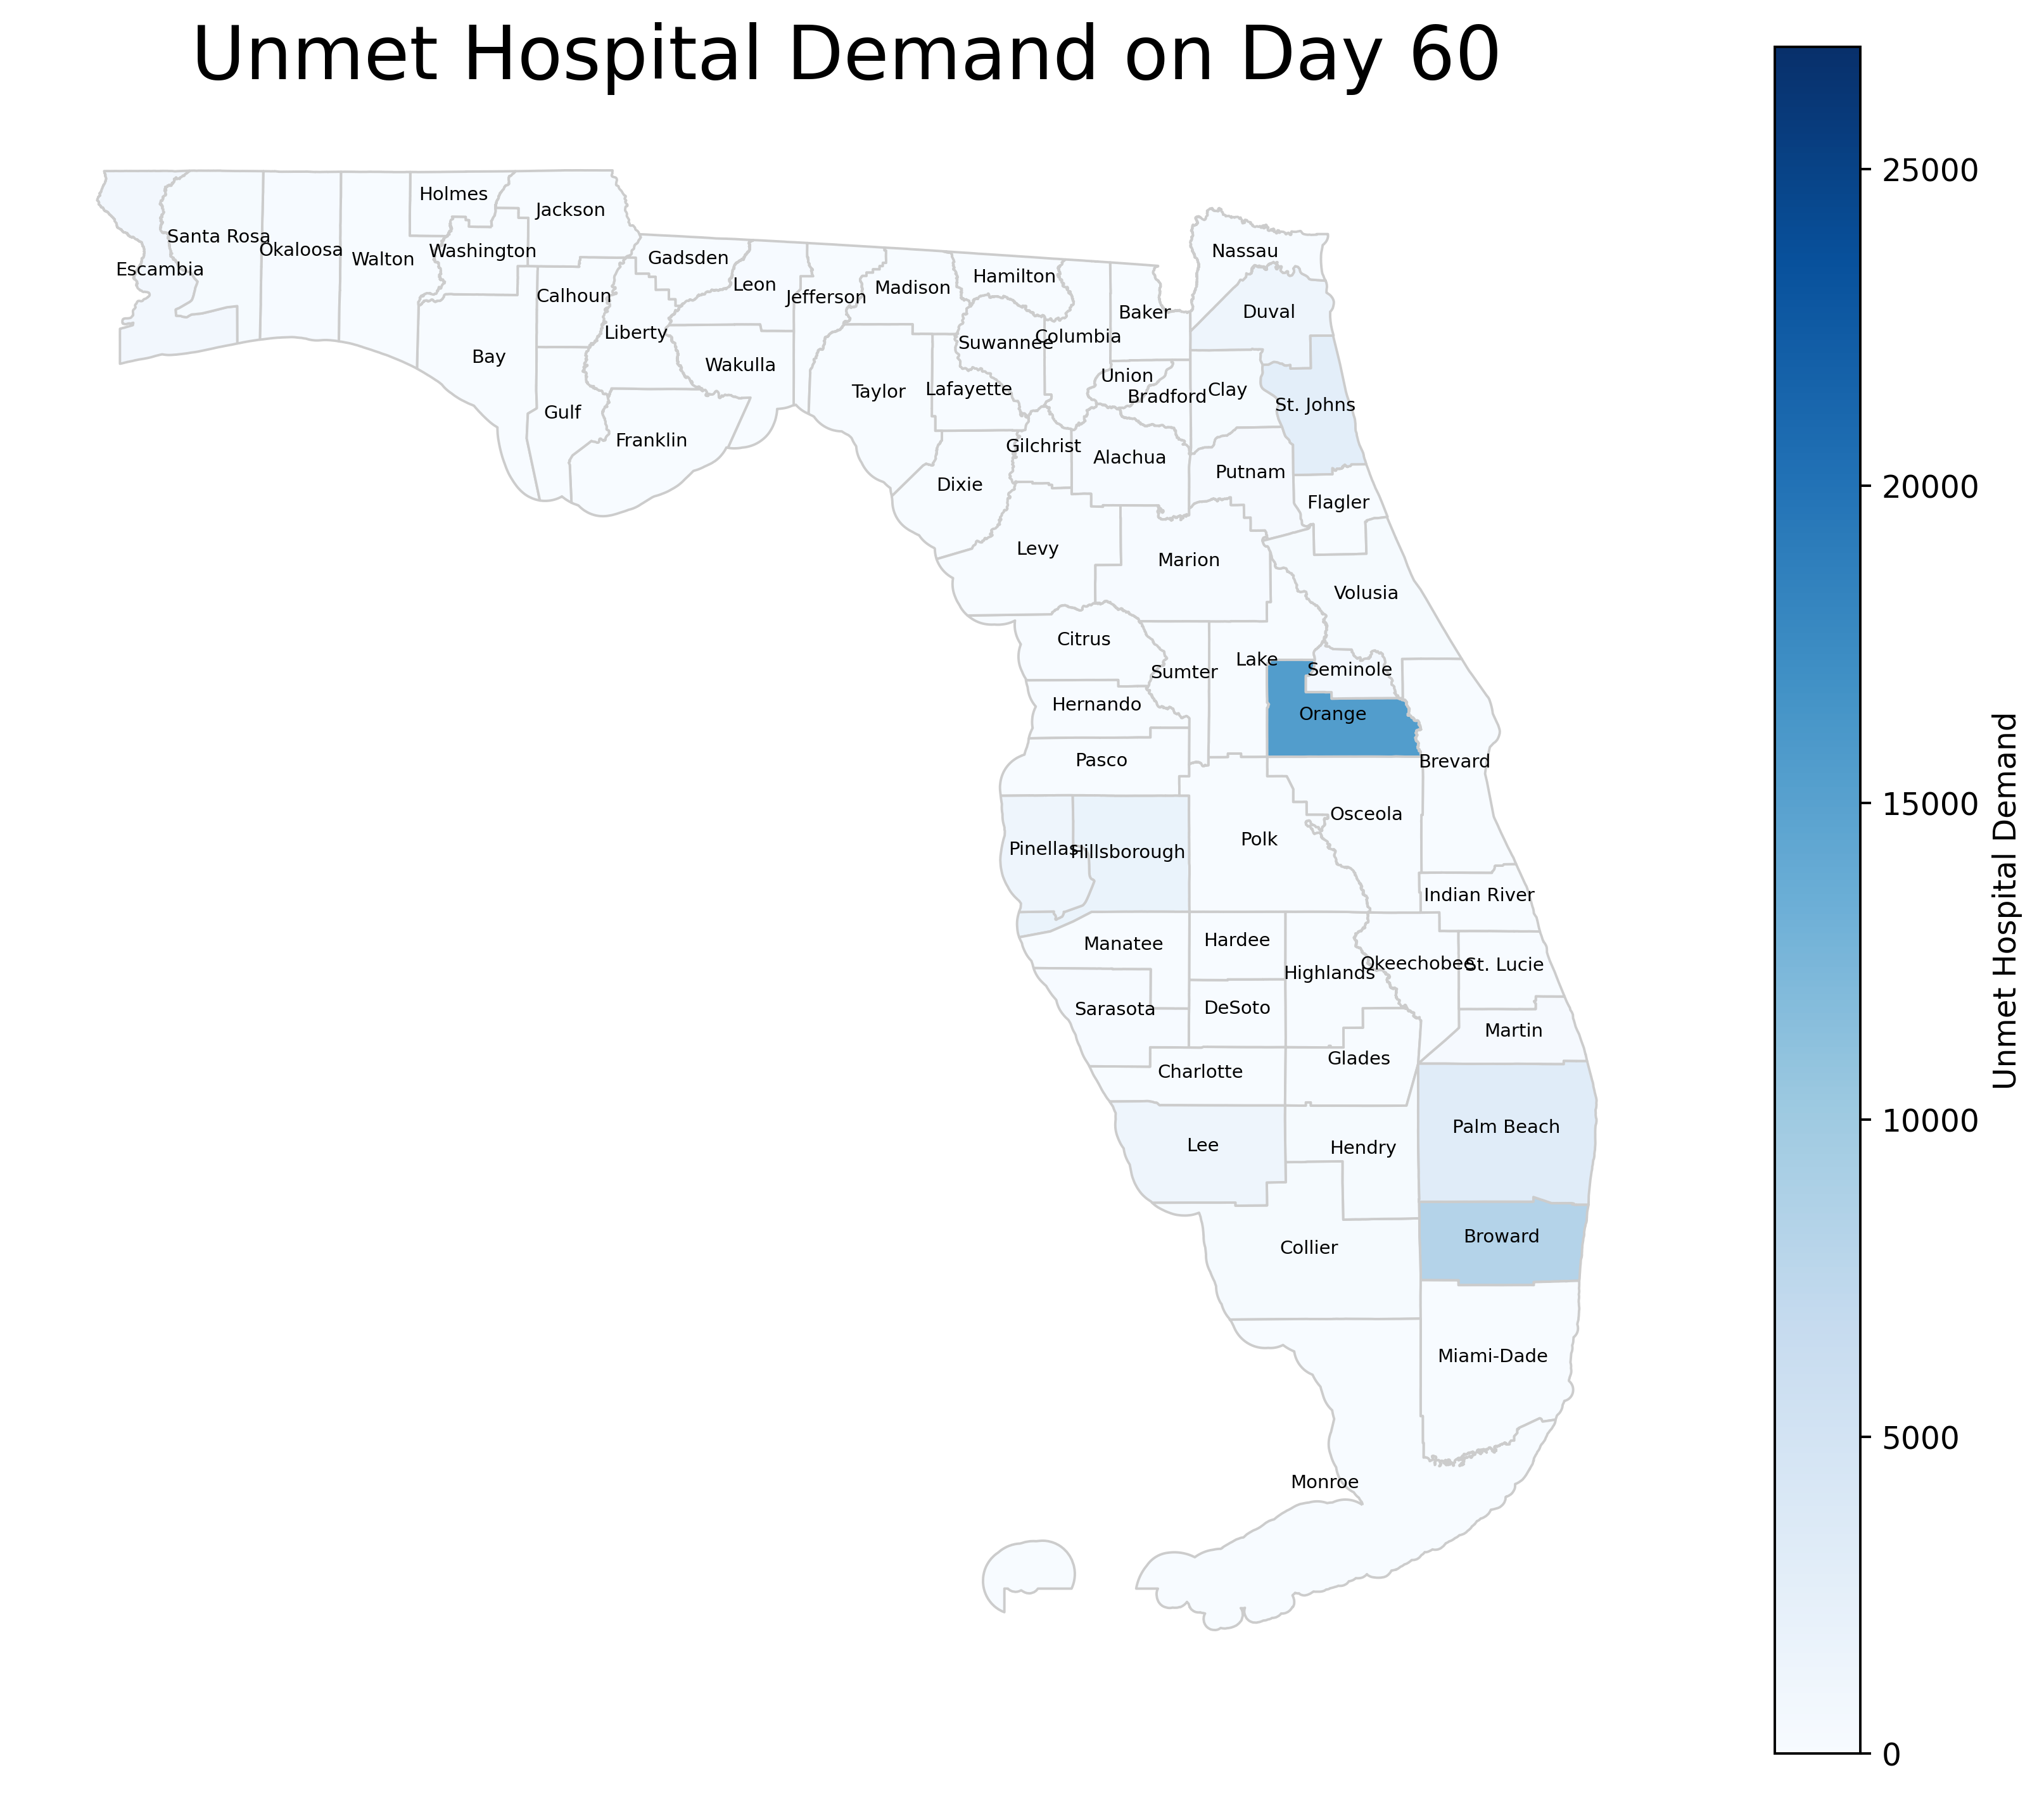 Unmet Hospital Demand on Day 60
Holmes
Jackson
Santa Rosa
Okaloosa
Walton
Washington
Escambia
Gadsden
Nassau
Hamilton
Leon
Madison
Jefferson
Calhoun
Baker
Duval
Liberty
Columbia
Suwannee
Bay
Wakulla
Union
Taylor
Lafayette
Clay
Bradford
St. Johns
Gulf
Franklin
Gilchrist
Alachua
Putnam
Dixie
Flagler
Levy
Marion
Volusia
Citrus
Lake
Seminole
Sumter
Hernando
Orange
Pasco
Brevard
Osceola
Polk
Pinellas
Hillsborough
Indian River
Manatee
Hardee
Okeechobee
St. Lucie
Highlands
Sarasota
DeSoto
Martin
Glades
Charlotte
Palm Beach
Lee
Hendry
Broward
Collier
Miami-Dade
Monroe
25000
20000
15000
10000
5000
0
Unmet Hospital Demand